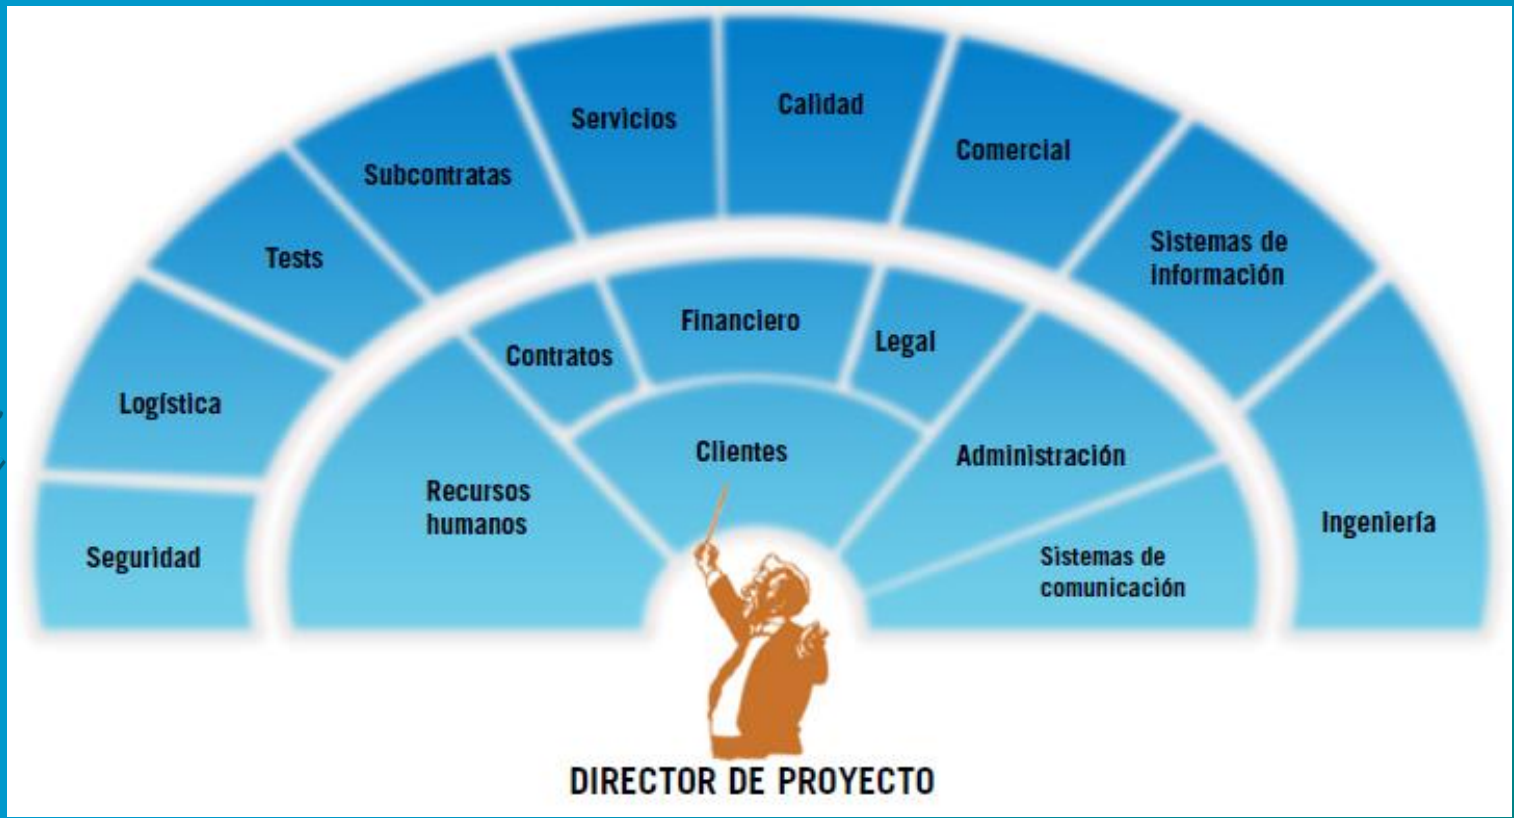 Servicios
Calidad
Comercial
Subcontratas
Sistemas de
información
Tests
Logística
Seguridad
Ingeniería
Contratos
Financiero
Legal
Recursos
humanos
Clientes
Administración
Sistemas de
comunicación
DIRECTOR DE PROYECTO